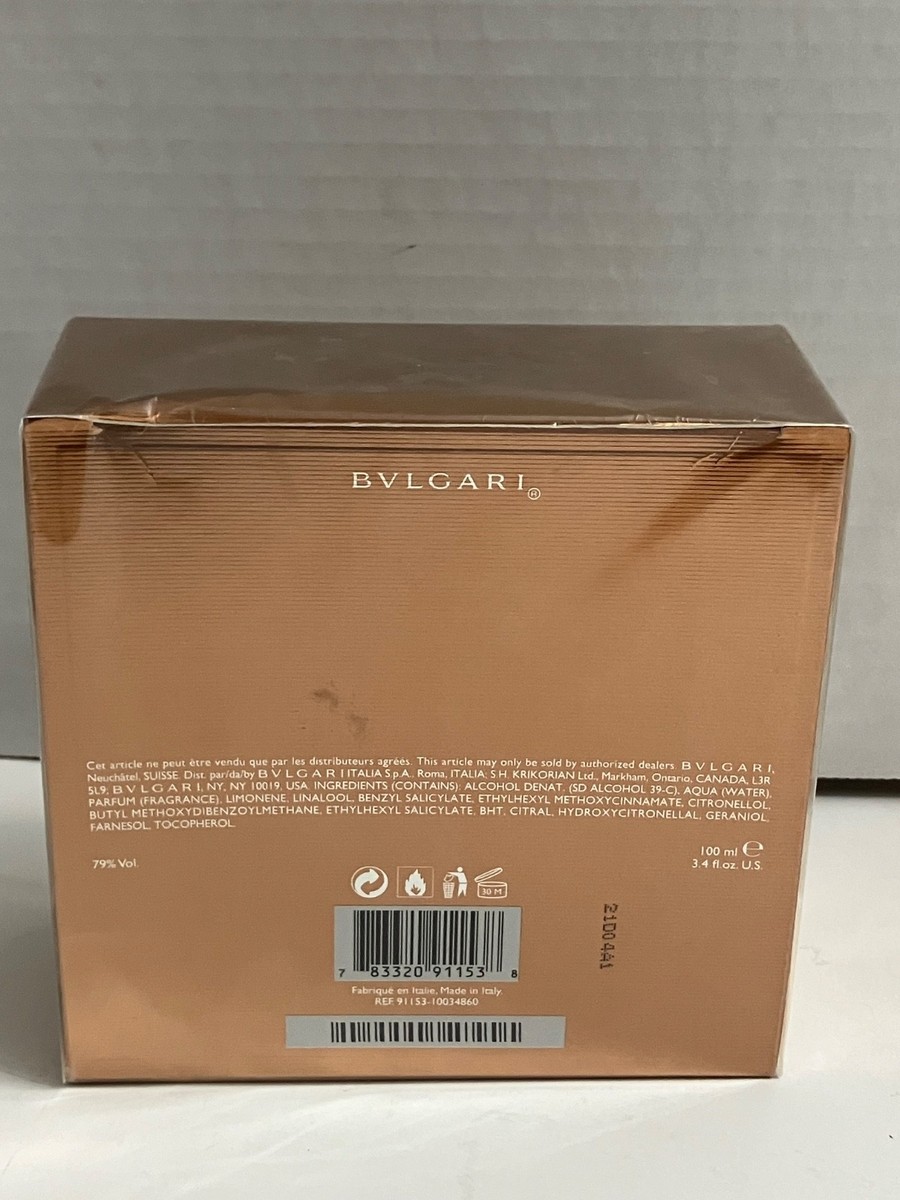 BVLGARI®
Cet article ne peut être vendu que par les distributeurs agréés. This article may only be sold by authorized dealers. BVLGARI,
Neuchâtel, SUISSE. Dist. par/da/by BVLGARI ITALIA S.p.A., Roma, ITALIA; S.H. KRIKORIAN Ltd., Markham, Ontario, CANADA, L3R
5L9; BVLGARI, NY, NY 10019, USA. INGREDIENTS (CONTAINS): ALCOHOL DENAT. (SD ALCOHOL 39-C), AQUA (WATER),
PARFUM (FRAGRANCE), LIMONENE, LINALOOL, BENZYL SALICYLATE, ETHYLHEXYL METHOXYCINNAMATE, CITRONELLOL,
BUTYL METHOXYDIBENZOYLMETHANE, ETHYLHEXYL SALICYLATE, BHT, CITRAL, HYDROXYCITRONELLAL, GERANIOL,
FARNESOL, TOCOPHEROL.
79% Vol.
100 ml ℮
3.4 fl.oz. U.S.
30 M
21D04A1
7 83320 91153 8
Fabriqué en Italie, Made in Italy.
REF. 91153-10034860